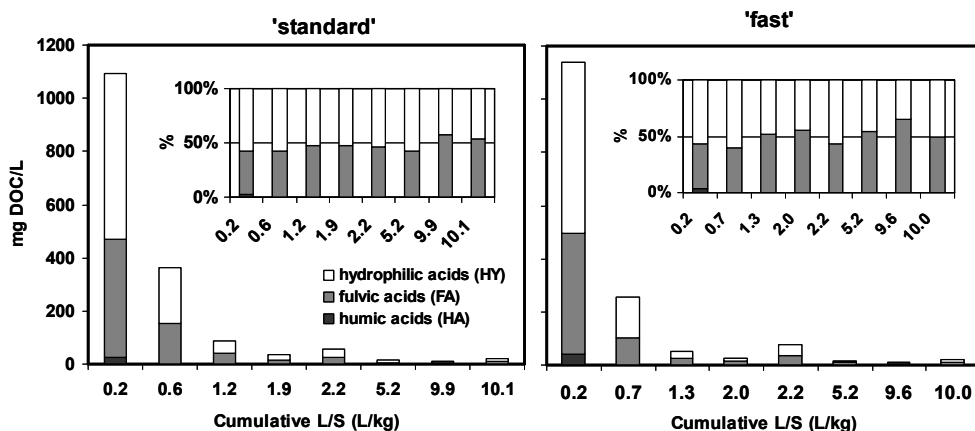 'standard'
1200
1000
800
600
400
200
0
mg DOC/L
100%
50%
0%
%
0.2 0.6 1.2 1.9 2.2 5.2 9.9 10.1
hydrophilic acids (HY)
fulvic acids (FA)
humic acids (HA)
0.2 0.6 1.2 1.9 2.2 5.2 9.9 10.1
Cumulative L/S (L/kg)
'fast'
100%
50%
0%
%
0.2 0.7 1.3 2.0 2.2 5.2 9.6 10.0
0.2 0.7 1.3 2.0 2.2 5.2 9.6 10.0
Cumulative L/S (L/kg)